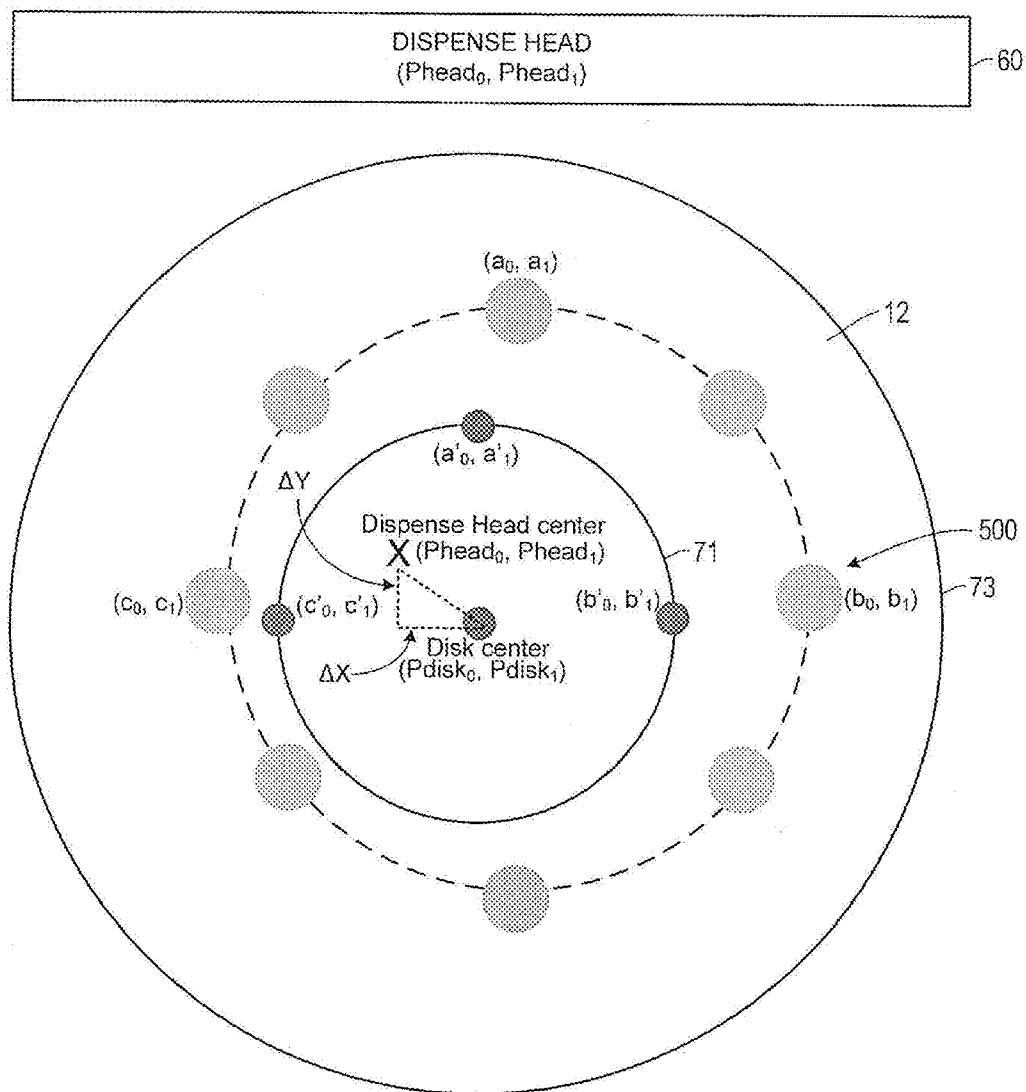 DISPENSE HEAD
(Phead₀, Phead₁)
60
(a₀, a₁)
12
(a'₀, a'₁)
ΔY
Dispense Head center
X (Phead₀, Phead₁)
71
500
(c₀, c₁)
(c'₀, c'₁)
(b'₀, b'₁)
(b₀, b₁)
73
Disk center
(Pdisk₀, Pdisk₁)
ΔX